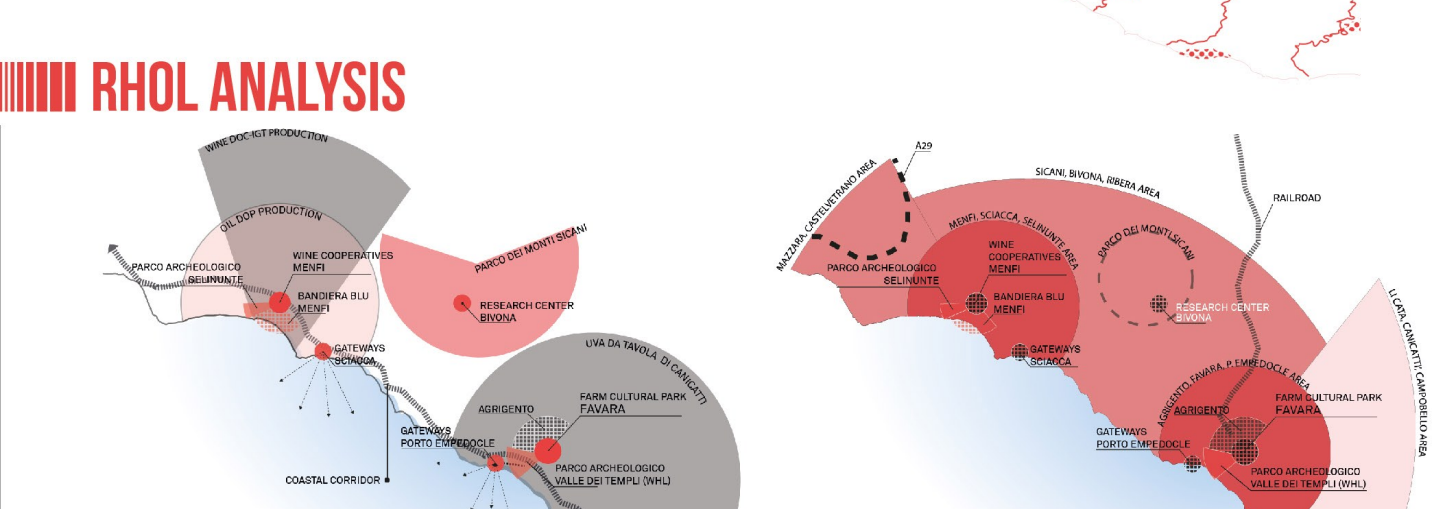 RHOL ANALYSIS
WINE DOC-IGT PRODUCTION
OIL DOP PRODUCTION
PARCO ARCHEOLOGICO
SELINUNTE
WINE COOPERATIVES
MENFI
BANDIERA BLU
MENFI
GATEWAYS
SCIACCA
PARCO DEI MONTI SICANI
RESEARCH CENTER
BIVONA
UVA DA TAVOLA DI CANICATTI
AGRIGENTO
FARM CULTURAL PARK
FAVARA
GATEWAYS
PORTO EMPEDOCLE
PARCO ARCHEOLOGICO
VALLE DEI TEMPLI (WHL)
COASTAL CORRIDOR
A29
MAZZARA, CASTELVETRANO AREA
SICANI, BIVONA, RIBERA AREA
RAILROAD
MENFI, SCIACCA, SELINUNTE AREA
WINE
COOPERATIVES
MENFI
PARCO ARCHEOLOGICO
SELINUNTE
BANDIERA BLU
MENFI
GATEWAYS
SCIACCA
PARCO DEI MONTI SICANI
RESEARCH CENTER
BIVONA
LI CATA, CANICATTI, CAMPOBELLO AREA
AGRIGENTO, FAVARA, P. EMPEDOCLE AREA
AGRIGENTO
FARM CULTURAL PARK
FAVARA
GATEWAYS
PORTO EMPEDOCLE
PARCO ARCHEOLOGICO
VALLE DEI TEMPLI (WHL)